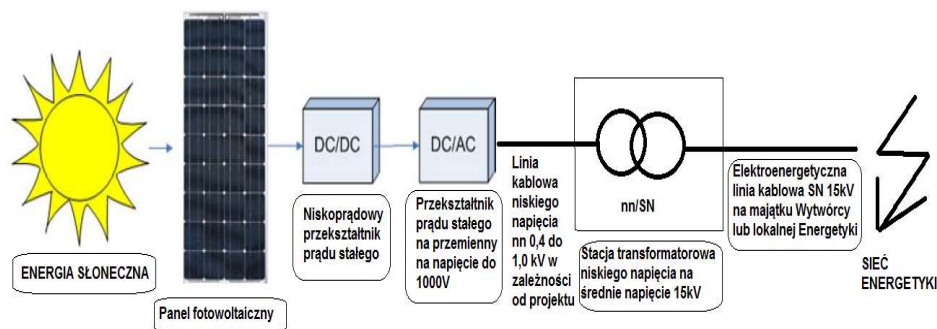 ENERGIA SŁONECZNA
Panel fotowoltaiczny
DC/DC
Niskoprądowy
przekształtnik
prądu stałego
DC/AC
Przekształtnik
prądu stałego
na przemienny
na napięcie do
1000V
Linia
kablowa
niskiego
napięcia
nn 0,4 do
1,0 kV w
zależności
od projektu
nn/SN
Stacja transformatorowa
niskiego napięcia na
średnie napięcie 15kV
Elektroenergetyczna
linia kablowa SN 15kV
na majątku Wytwórcy
lub lokalnej Energetyki
SIEĆ
ENERGETYKI